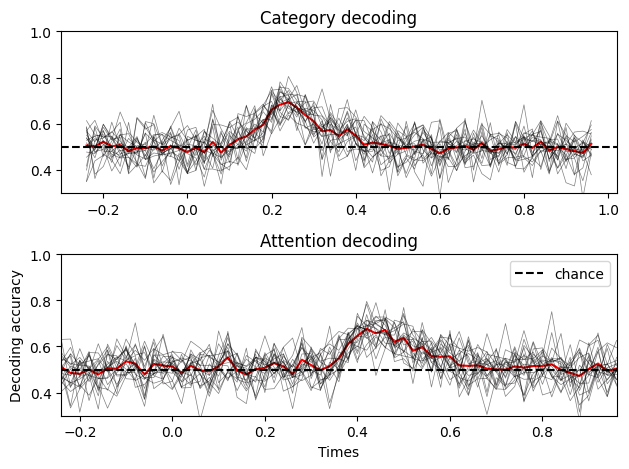 Category decoding
1.0
0.8
0.6
0.4
−0.2 0.0 0.2 0.4 0.6 0.8 1.0
Attention decoding
Decoding accuracy
1.0
0.8
0.6
0.4
chance
−0.2 0.0 0.2 0.4 0.6 0.8
Times